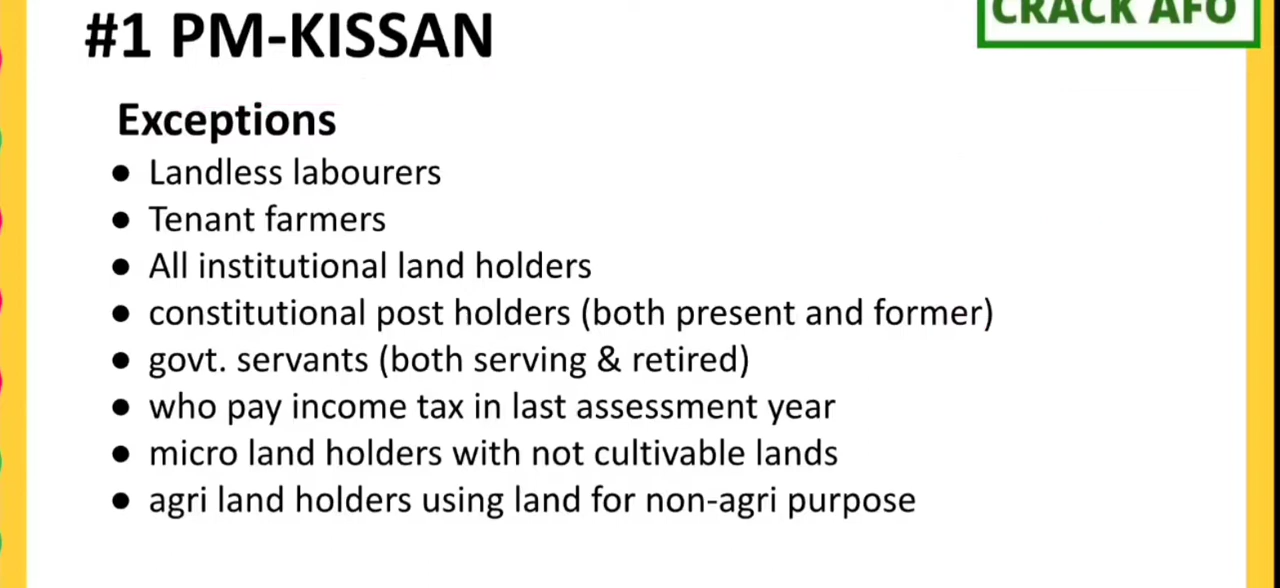 CRACK AFO
#1 PM-KISSAN
Exceptions
● Landless labourers
● Tenant farmers
● All institutional land holders
● constitutional post holders (both present and former)
● govt. servants (both serving & retired)
● who pay income tax in last assessment year
● micro land holders with not cultivable lands
● agri land holders using land for non-agri purpose